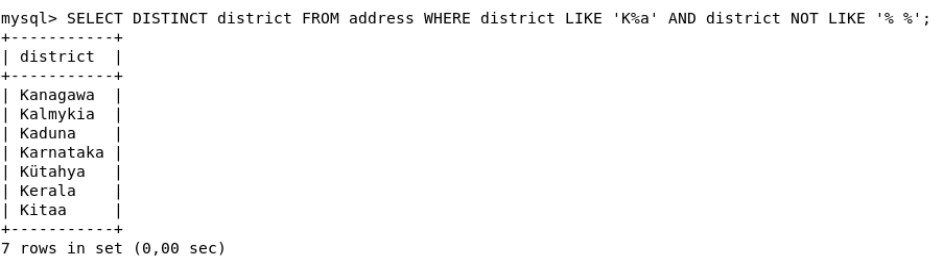 mysql> SELECT DISTINCT district FROM address WHERE district LIKE 'K%a' AND district NOT LIKE '% %';
+-----------+
| district  |
+-----------+
| Kanagawa  |
| Kalmykia  |
| Kaduna    |
| Karnataka |
| Kütahya   |
| Kerala    |
| Kitaa     |
+-----------+
7 rows in set (0,00 sec)